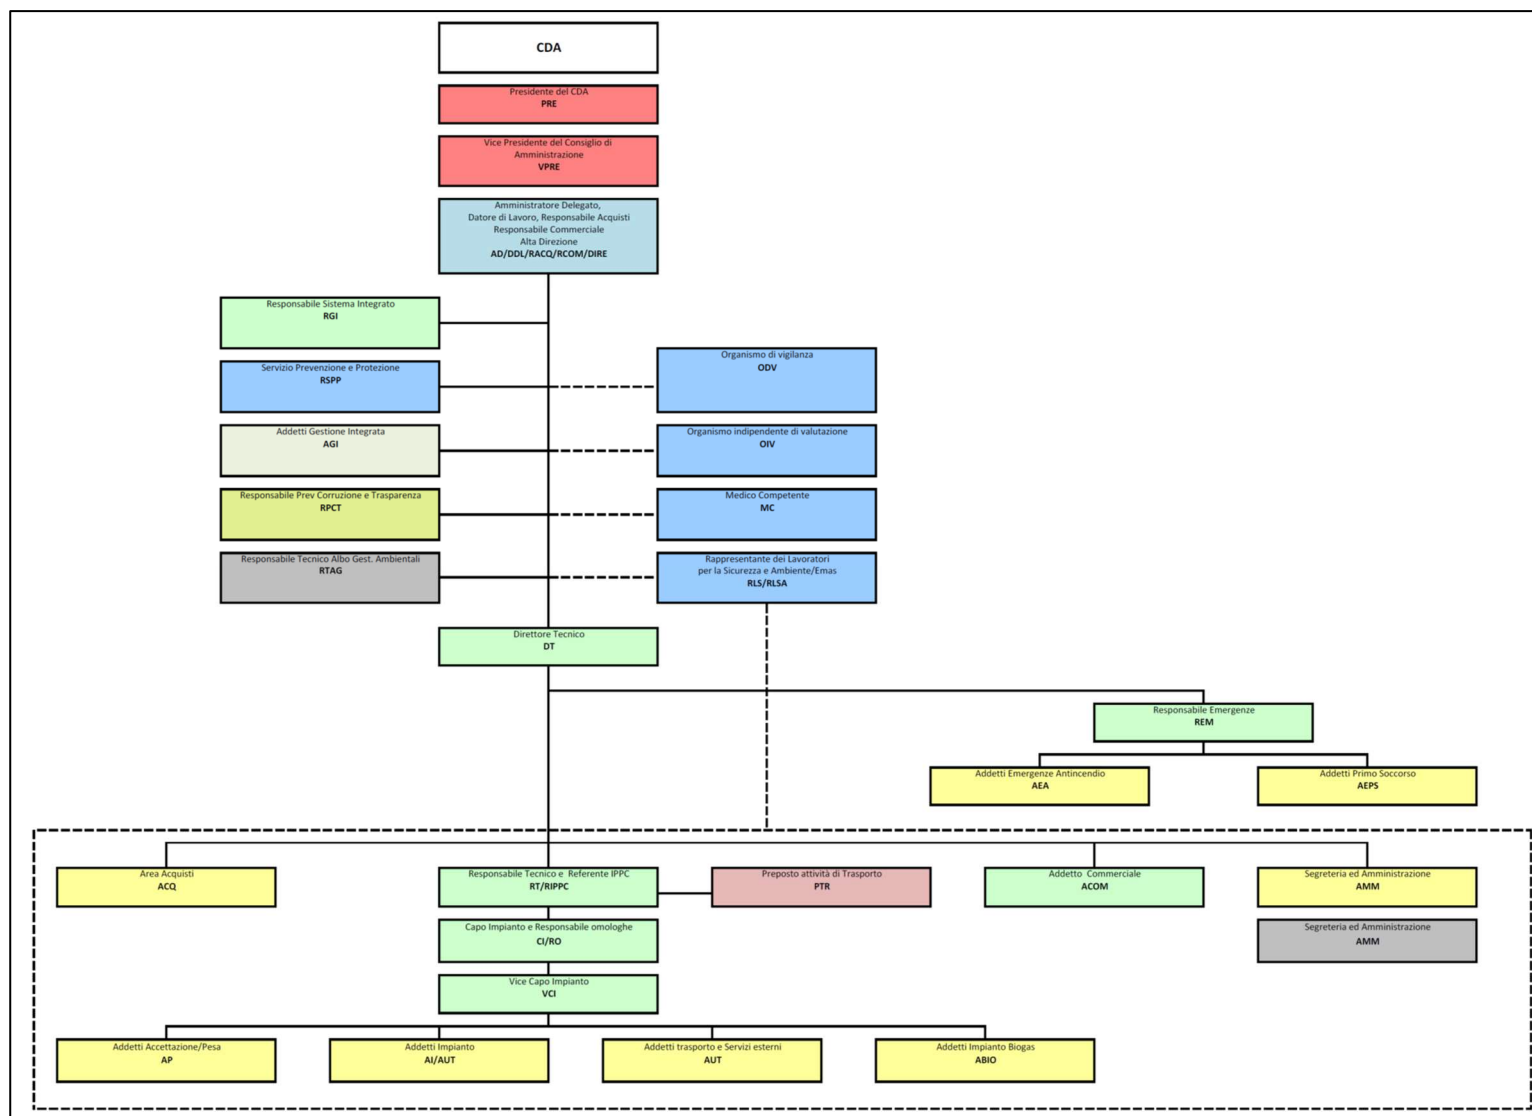 CDA
Presidente del CDA
PRE
Vice Presidente del Consiglio di
Amministrazione
VPRE
Amministratore Delegato,
Datore di Lavoro, Responsabile Acquisti
Responsabile Commerciale
Alta Direzione
AD/DDL/RACQ/RCOM/DIRE
Responsabile Sistema Integrato
RGI
Servizio Prevenzione e Protezione
RSPP
Organismo di vigilanza
ODV
Addetti Gestione Integrata
AGI
Organismo indipendente di valutazione
OIV
Responsabile Prev Corruzione e Trasparenza
RPCT
Medico Competente
MC
Responsabile Tecnico Albo Gest. Ambientali
RTAG
Rappresentante dei Lavoratori
per la Sicurezza e Ambiente/Emas
RLS/RLSA
Direttore Tecnico
DT
Responsabile Emergenze
REM
Addetti Emergenze Antincendio
AEA
Addetti Primo Soccorso
AEPS
Area Acquisti
ACQ
Responsabile Tecnico e Referente IPPC
RT/RIPPC
Preposto attività di Trasporto
PTR
Addetto Commerciale
ACOM
Segreteria ed Amministrazione
AMM
Capo Impianto e Responsabile omologhe
CI/RO
Segreteria ed Amministrazione
AMM
Vice Capo Impianto
VCI
Addetti Accettazione/Pesa
AP
Addetti Impianto
AI/AUT
Addetti trasporto e Servizi esterni
AUT
Addetti Impianto Biogas
ABIO